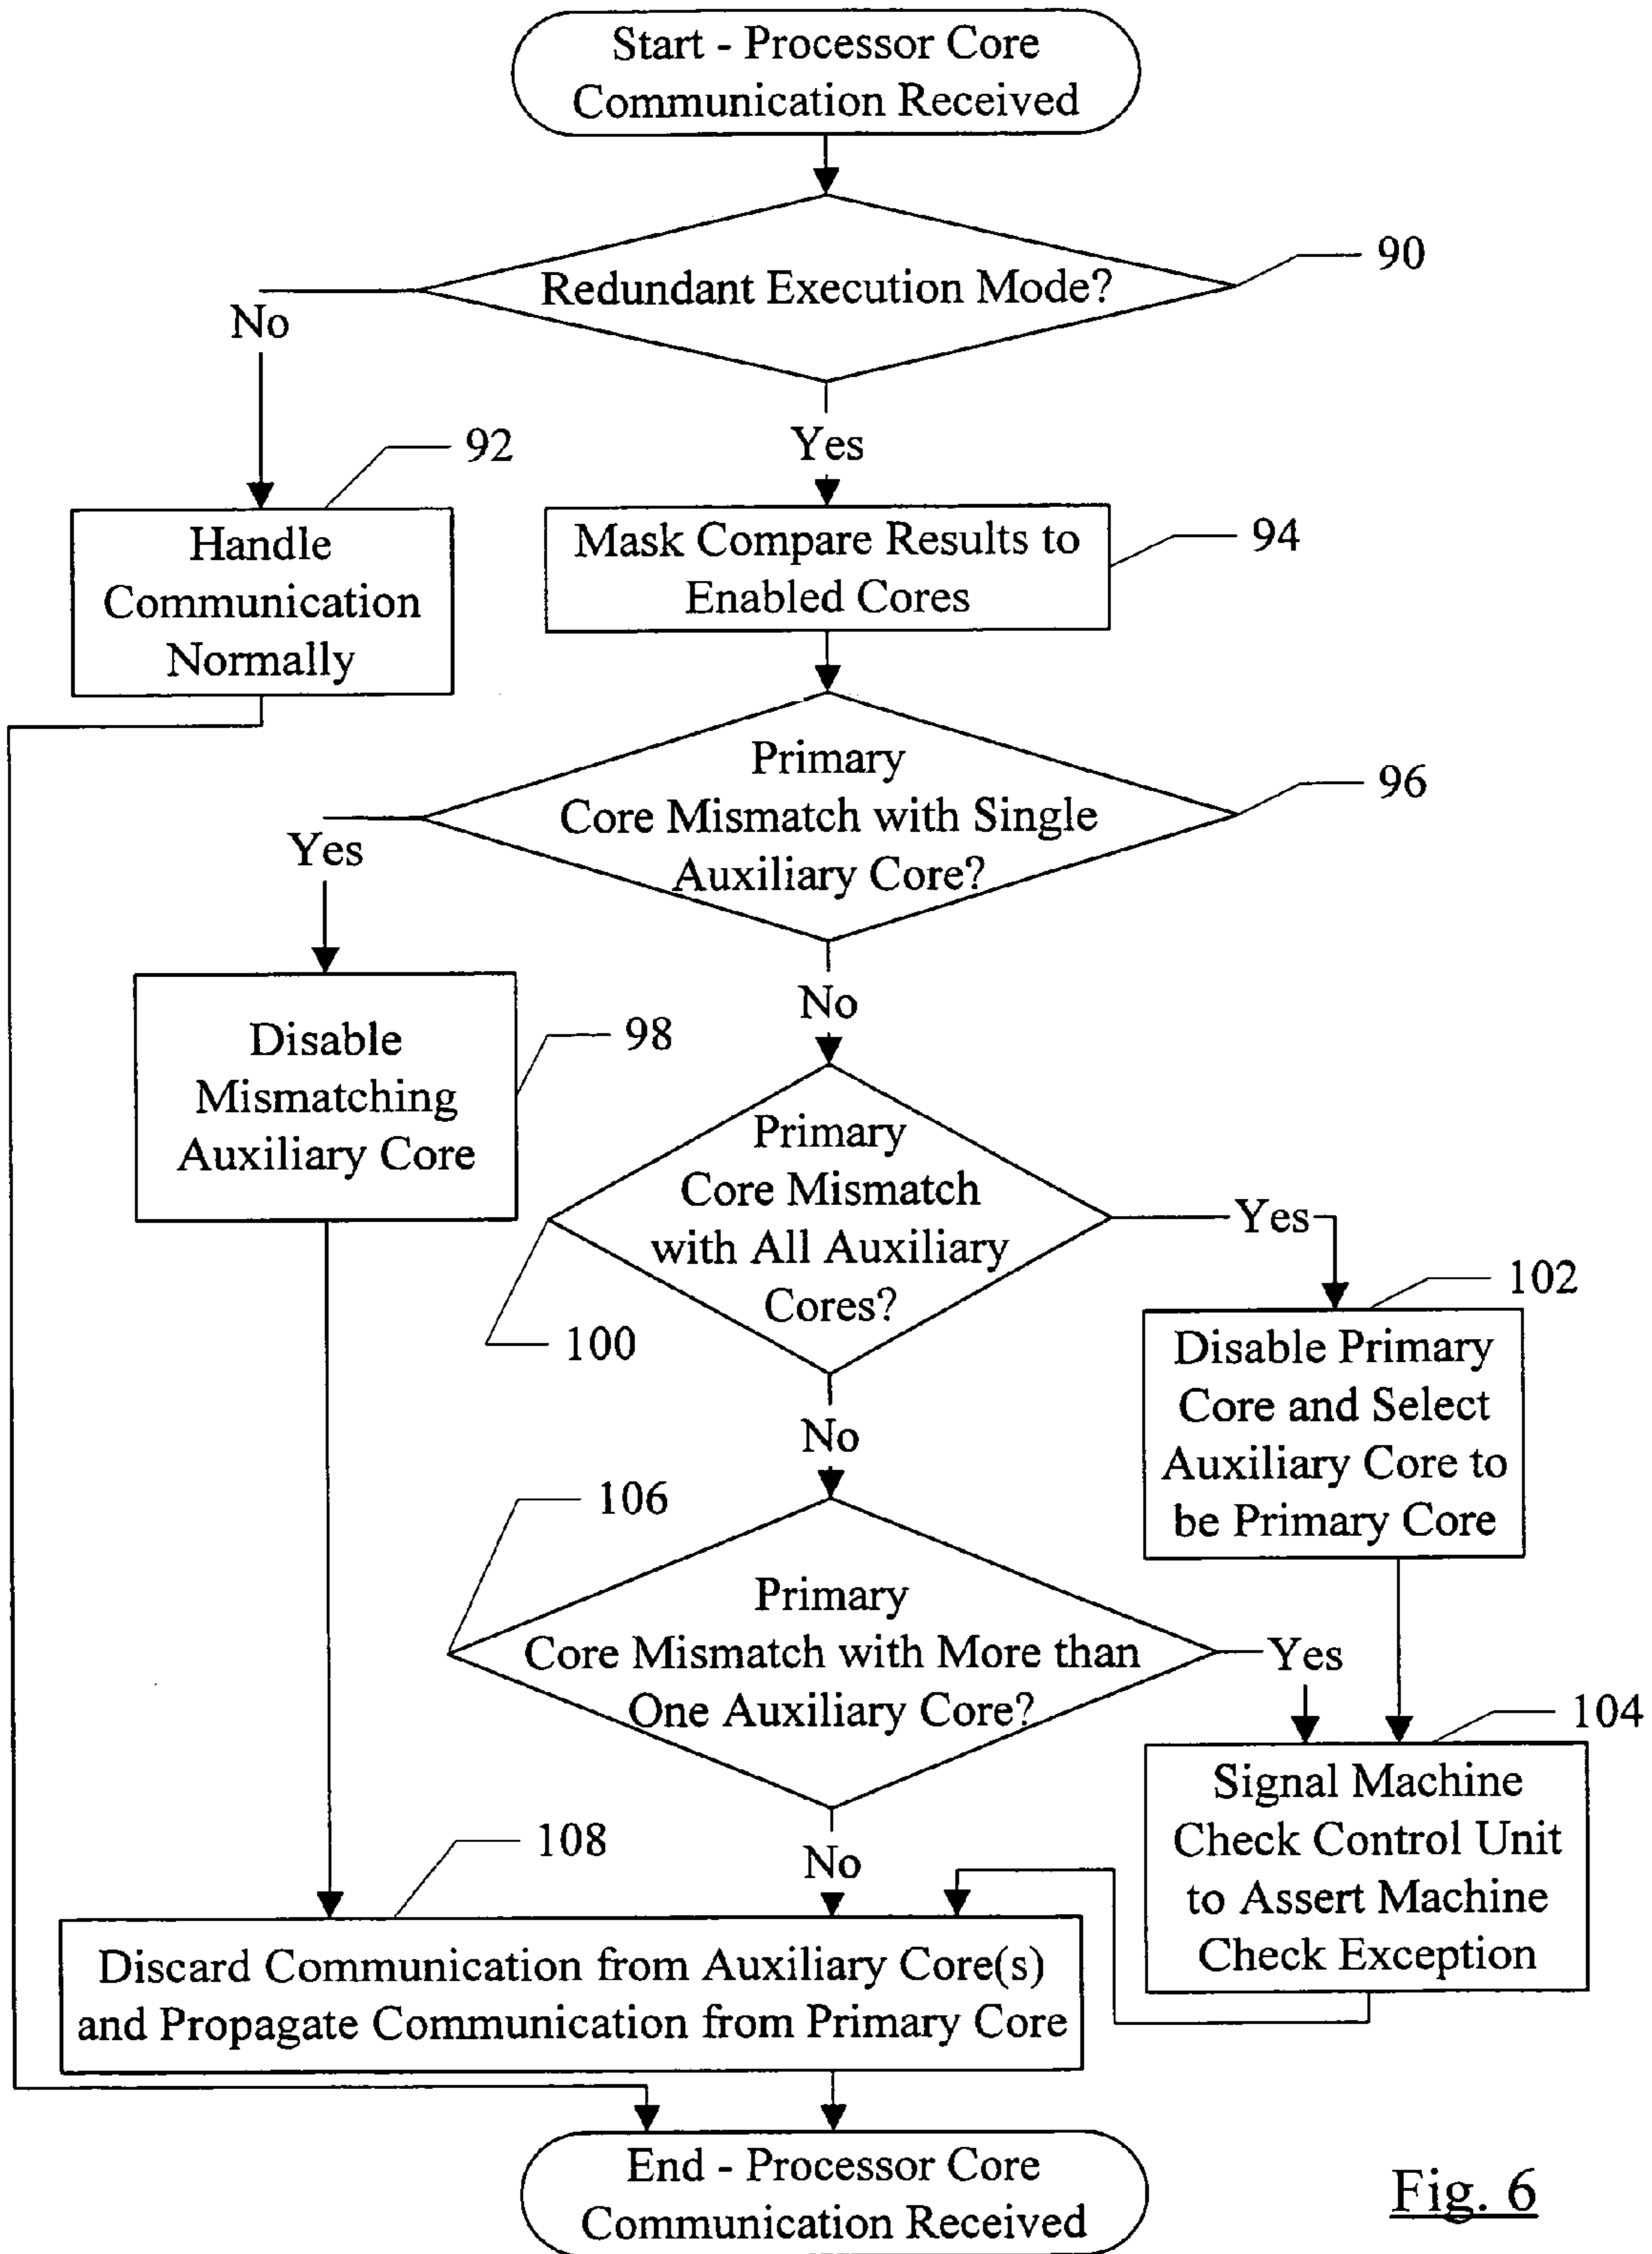 Start - Processor Core
Communication Received
Redundant Execution Mode?
90
No
Yes
92
Handle
Communication
Normally
Mask Compare Results to
Enabled Cores
94
Primary
Core Mismatch with Single
Auxiliary Core?
96
Yes
No
Disable
Mismatching
Auxiliary Core
98
Primary
Core Mismatch
with All Auxiliary
Cores?
100
Yes
102
Disable Primary
Core and Select
Auxiliary Core to
be Primary Core
No
106
Primary
Core Mismatch with More than
One Auxiliary Core?
Yes
104
Signal Machine
Check Control Unit
to Assert Machine
Check Exception
No
108
Discard Communication from Auxiliary Core(s)
and Propagate Communication from Primary Core
End - Processor Core
Communication Received
Fig. 6